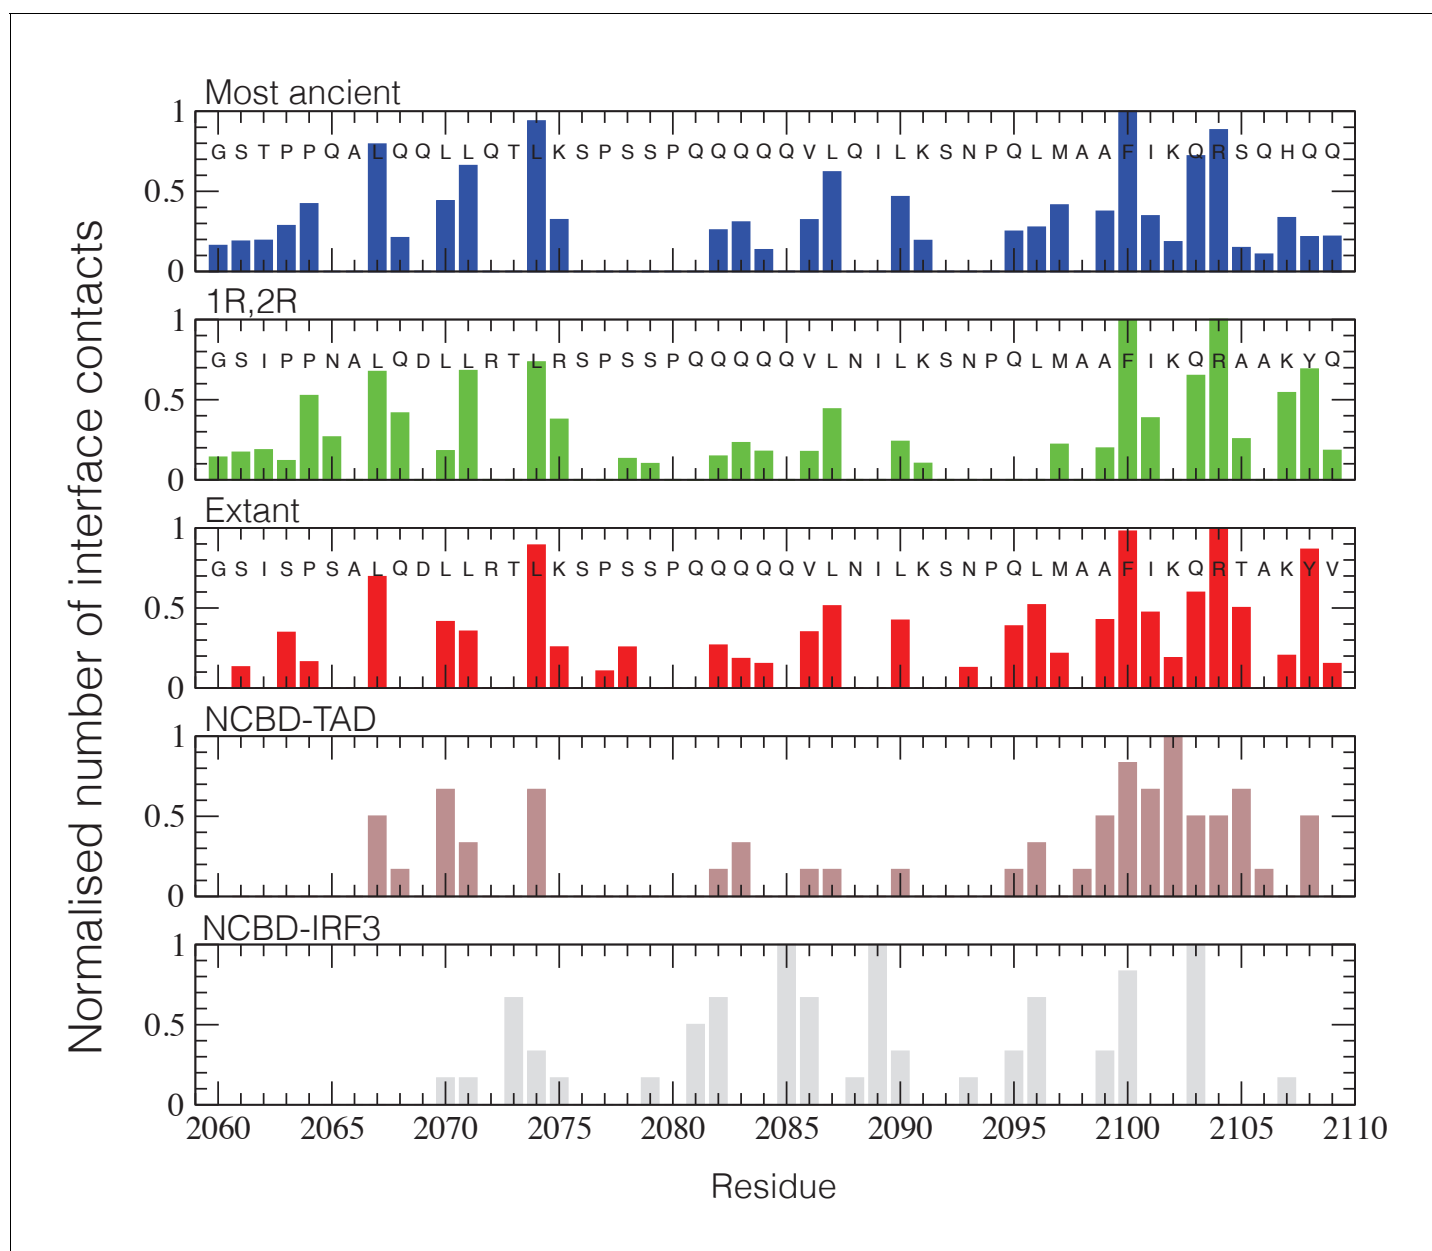 Normalised number of interface contacts
Most ancient
1
0.5
0
G S T P P Q A L Q Q L L Q T L K S P S S P Q Q Q Q Q V L Q I L K S N P Q L M A A F I K Q R S Q H Q Q
1R,2R
1
0.5
0
G S I P P N A L Q D L L R T L R S P S S P Q Q Q Q Q V L N I L K S N P Q L M A A F I K Q R A A K Y Q
Extant
1
0.5
0
G S I S P S A L Q D L L R T L K S P S S P Q Q Q Q Q V L N I L K S N P Q L M A A F I K Q R T A K Y V
NCBD-TAD
1
0.5
0
NCBD-IRF3
1
0.5
0
2060 2065 2070 2075 2080 2085 2090 2095 2100 2105 2110
Residue